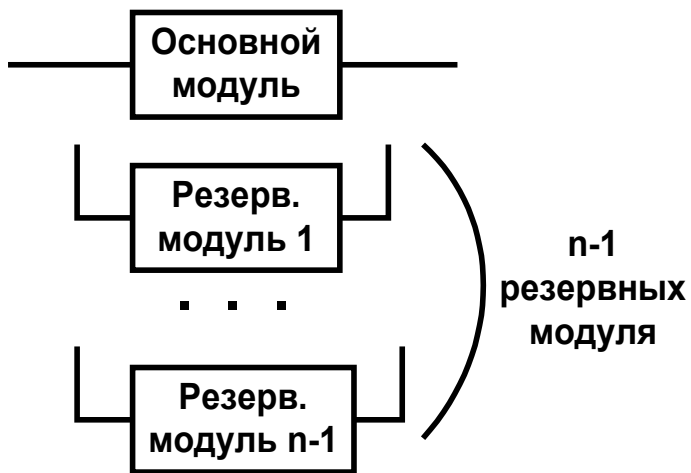 Основной
модуль
Резерв.
модуль 1
. . .
n-1
резервных
модуля
Резерв.
модуль n-1